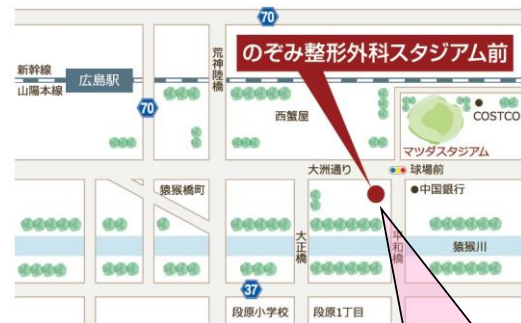 70
荒神陸橋
のぞみ整形外科スタジアム前
新幹線
山陽本線
広島駅
70
西蟹屋
COSTCO
マツダスタジアム
大洲通り
球場前
猿猴橋町
中国銀行
大正橋
平和橋
猿猴川
37
段原小学校
段原1丁目